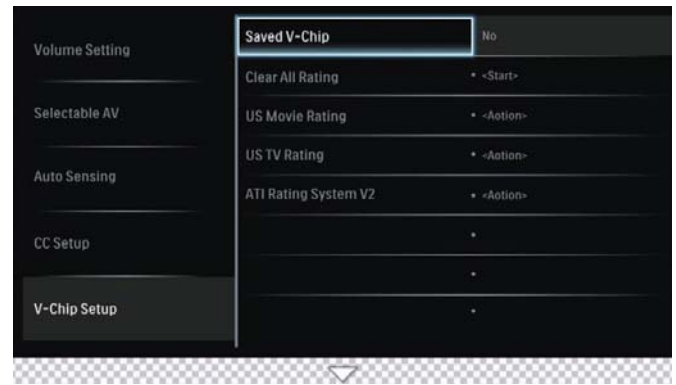 Volume Setting
Selectable AV
Auto Sensing
CC Setup
V-Chip Setup
Saved V-Chip No
Clear All Rating • <Start>
US Movie Rating • <Aotion>
US TV Rating • <Aotion>
ATI Rating System V2 • <Aotion>
•
•
•